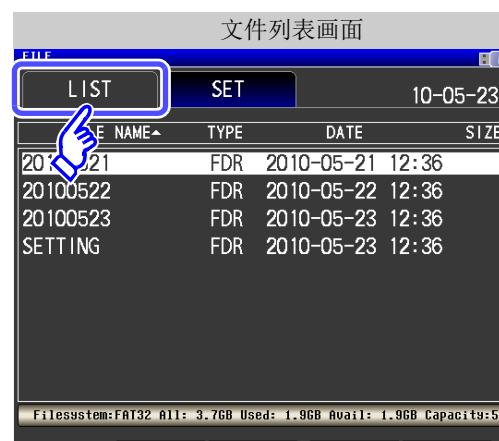 文件列表画面
FILE
LIST SET 10-05-23
NAME TYPE DATE SIZE
FDR 2010-05-21 12:36
20100522 FDR 2010-05-22 12:36
20100523 FDR 2010-05-23 12:36
SETTING FDR 2010-05-23 12:36
Filesystem:FAT32 All: 3.7GB Used: 1.9GB Avail: 1.9GB Capacity:5